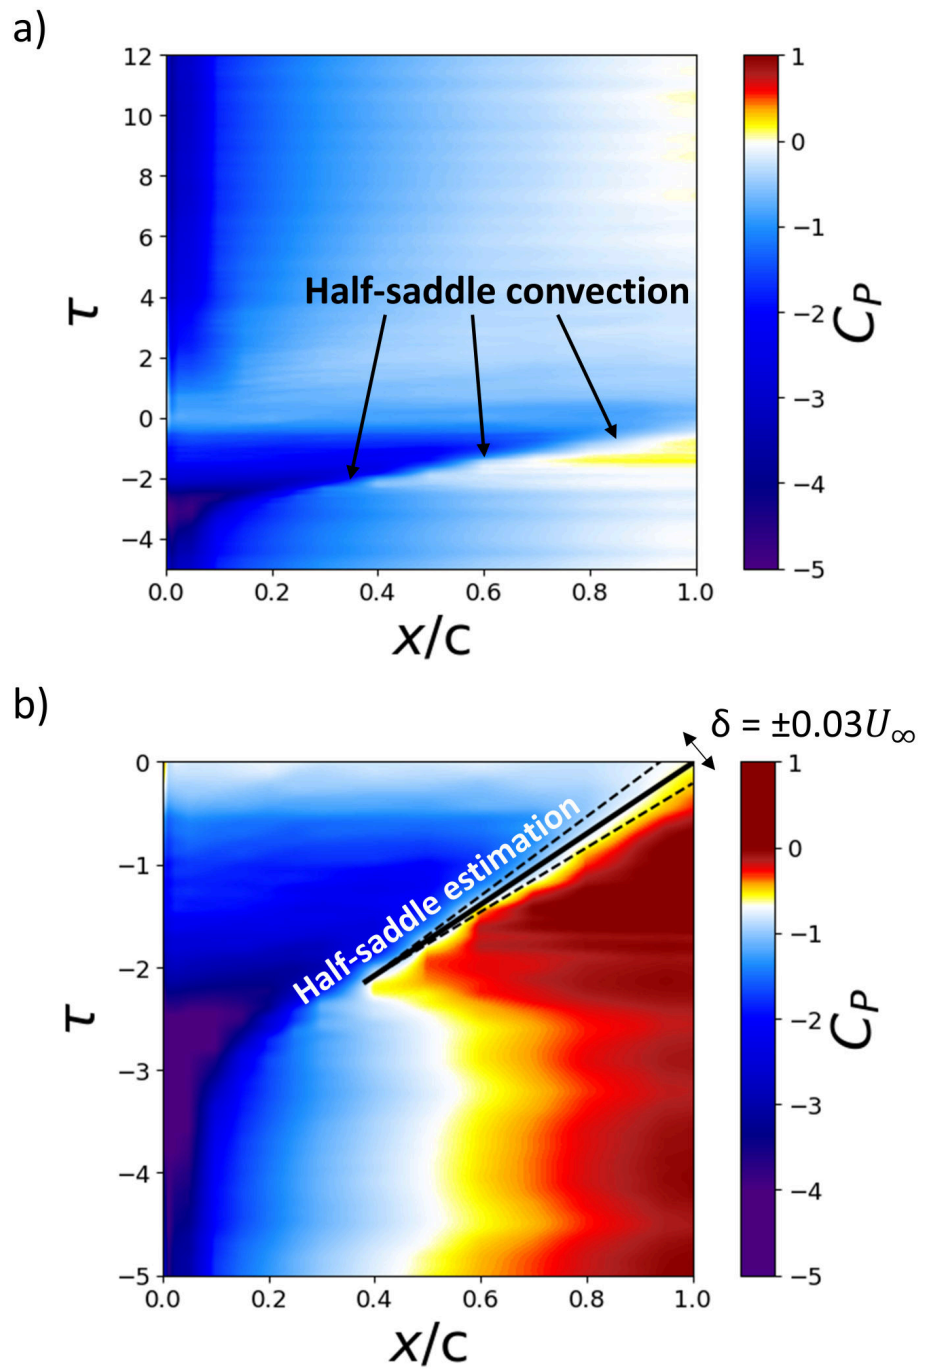 a)
12
10
8
6
4
2
0
−2
−4
τ
Half-saddle convection
0.0 0.2 0.4 0.6 0.8 1.0
x/c
1
0
−1
−2
−3
−4
−5
C_P
b)
δ = ±0.03U∞
0
−1
−2
−3
−4
−5
τ
Half-saddle estimation
0.0 0.2 0.4 0.6 0.8 1.0
x/c
1
0
−1
−2
−3
−4
−5
C_P